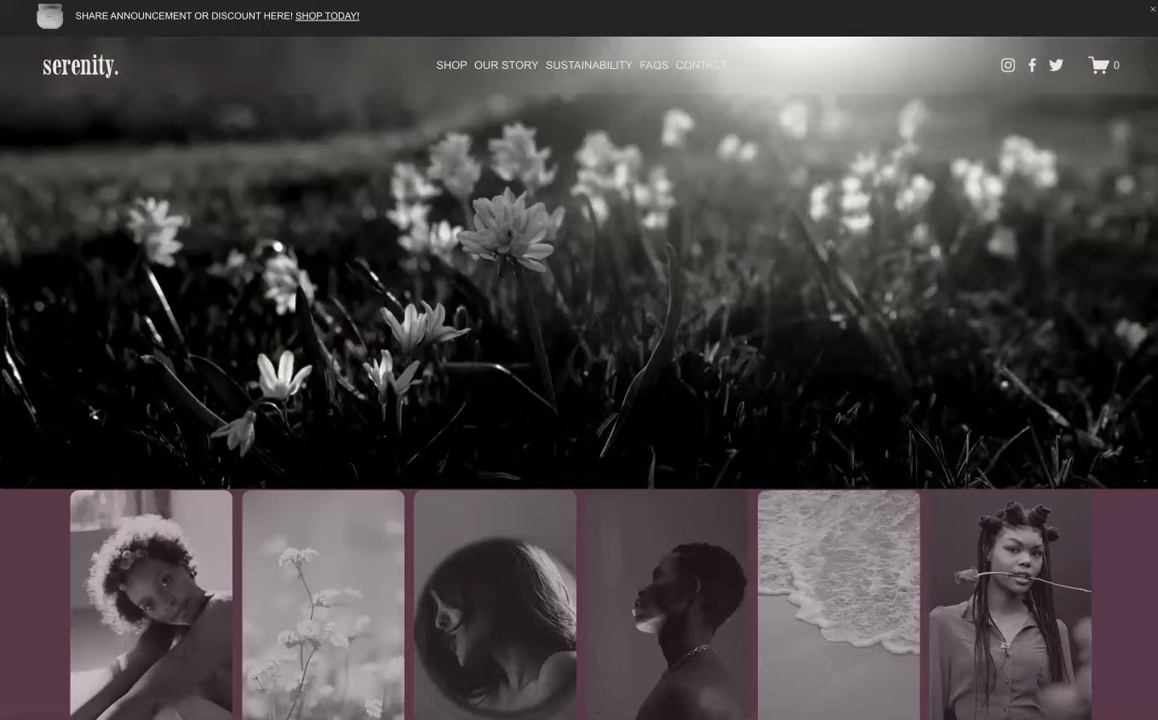 SHARE ANNOUNCEMENT OR DISCOUNT HERE! SHOP TODAY!
serenity.
SHOP OUR STORY SUSTAINABILITY FAQS CONTACT
0